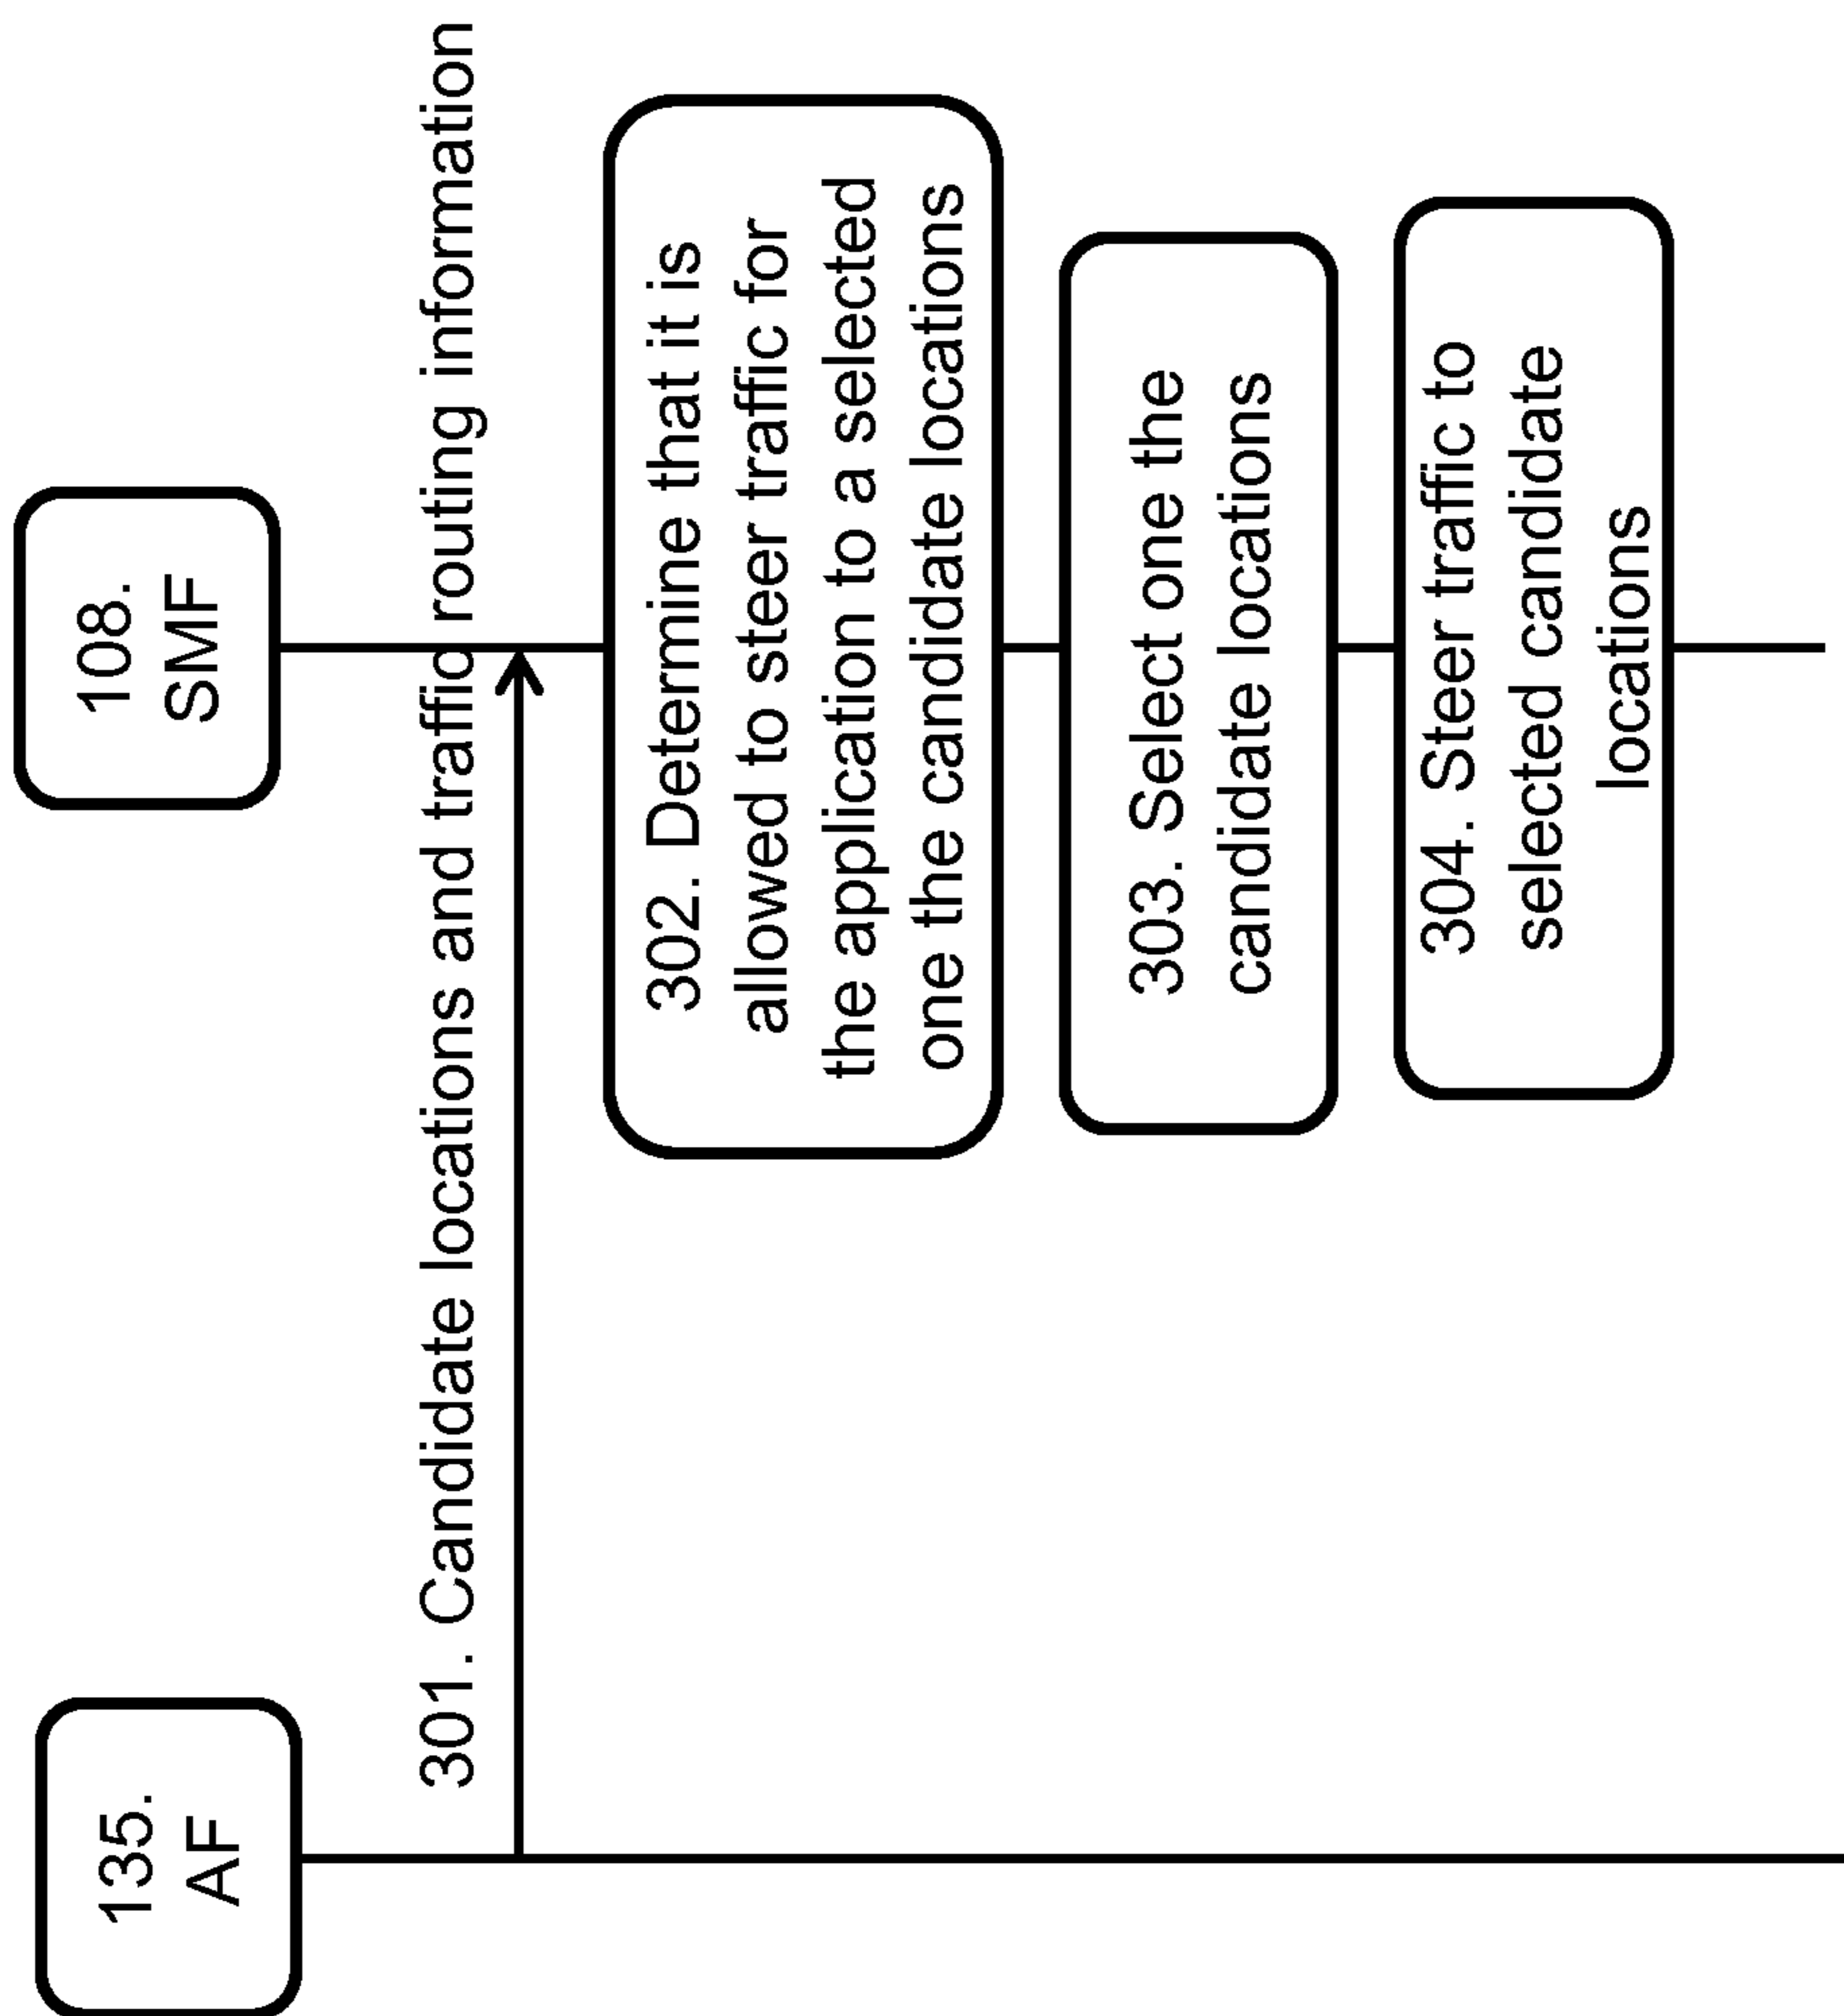 135.
AF
108.
SMF
301. Candidate locations and traffic routing information
302. Determine that it is
allowed to steer traffic for
the application to a selected
one the candidate locations
303. Select one the
candidate locations
304. Steer traffic to
selected candidate
locations